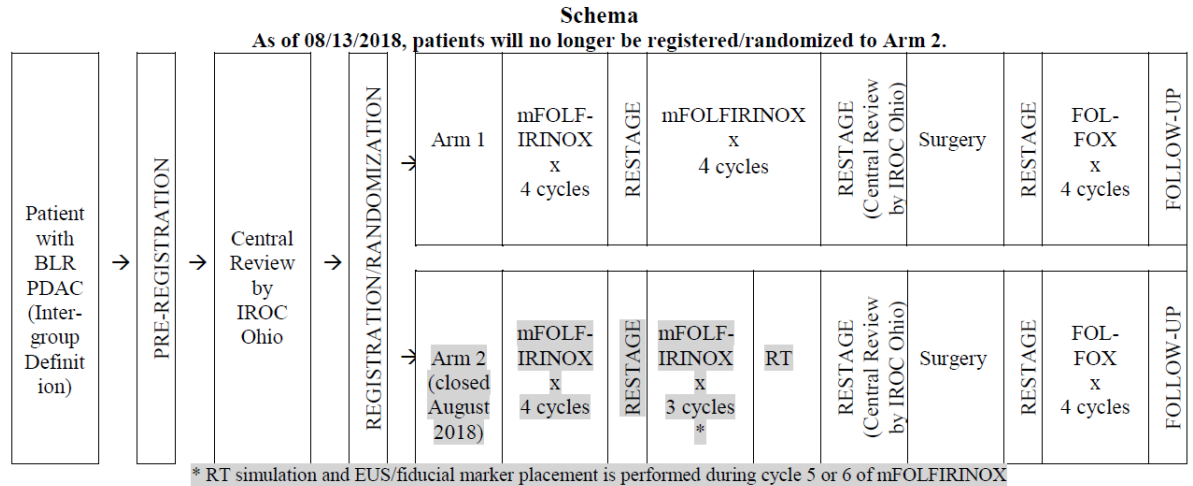 Schema
As of 08/13/2018, patients will no longer be registered/randomized to Arm 2.
Patient
with
BLR
PDAC
(Inter-
group
Definit
ion)
→
PRE-REGISTRATION
→
Central
Review
by
IROC
Ohio
→
REGISTRATION/RANDOMIZATION
→
Arm 1
mFOLF-
IRINOX
x
4 cycles
RESTAGE
mFOLFIRINOX
x
4 cycles
RESTAGE
(Central Review
by IROC Ohio)
Surgery
RESTAGE
FOL-
FOX
x
4 cycles
FOLLOW-UP
→
Arm 2
(closed
August
2018)
mFOLF-
IRINOX
x
4 cycles
RESTAGE
mFOLF-
IRINOX
x
3 cycles
*
RT
RESTAGE
(Central Review
by IROC Ohio)
Surgery
RESTAGE
FOL-
FOX
x
4 cycles
FOLLOW-UP
* RT simulation and EUS/fiducial marker placement is performed during cycle 5 or 6 of mFOLFIRINOX